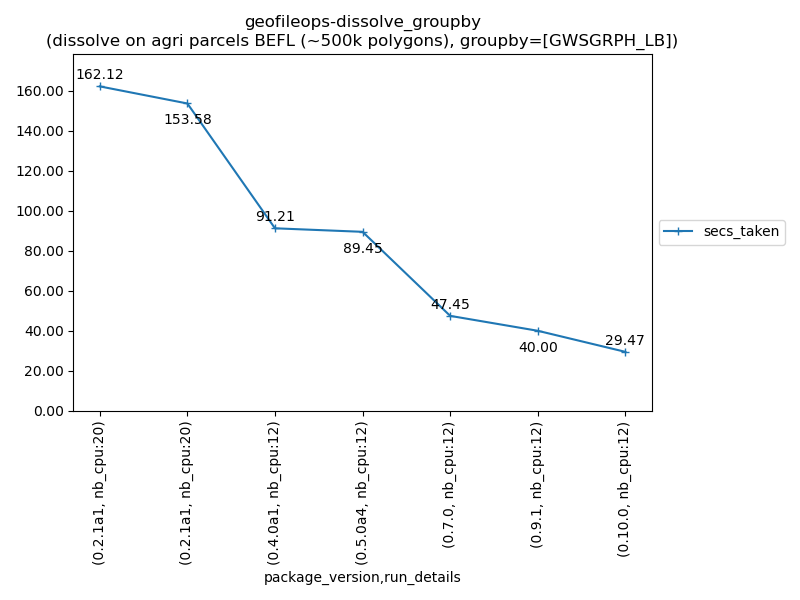 geofileops-dissolve_groupby
(dissolve on agri parcels BEFL (~500k polygons), groupby=[GWSGRPH_LB])
162.12
153.58
91.21
89.45
47.45
40.00
29.47
160.00
140.00
120.00
100.00
80.00
60.00
40.00
20.00
0.00
secs_taken
(0.2.1a1, nb_cpu:20)
(0.2.1a1, nb_cpu:20)
(0.4.0a1, nb_cpu:12)
(0.5.0a4, nb_cpu:12)
(0.7.0, nb_cpu:12)
(0.9.1, nb_cpu:12)
(0.10.0, nb_cpu:12)
package_version,run_details